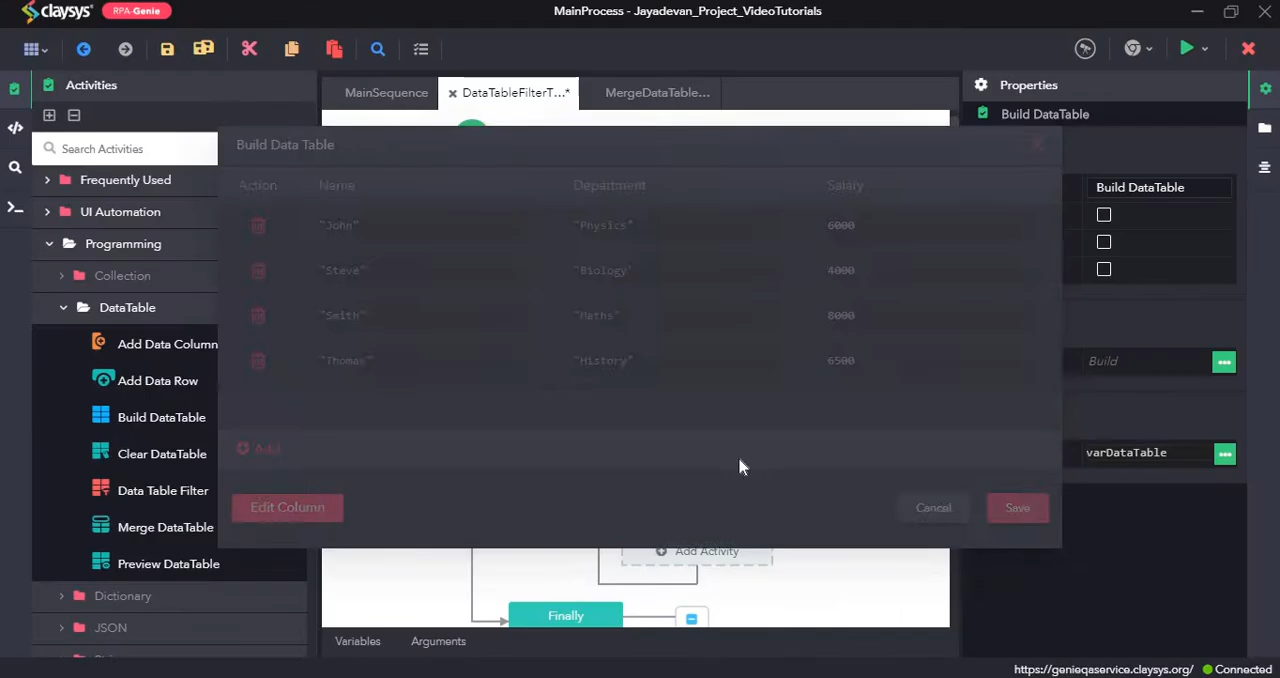 claysys
RPA-Genie
MainProcess - Jayadevan_Project_VideoTutorials
Activities
MainSequence
DataTableFilterT...*
MergeDataTable...
Properties
Build DataTable
Search Activities
Frequently Used
UI Automation
Programming
Collection
DataTable
Add Data Column
Add Data Row
Build DataTable
Clear DataTable
Data Table Filter
Merge DataTable
Preview DataTable
Dictionary
JSON
Build Data Table
Action Name Department Salary
"John" "Physics" 6000
"Steve" "Biology" 4000
"Smith" "Maths" 8000
"Thomas" "History" 6500
Add
Edit Column
Cancel
Save
Add Activity
Finally
Variables
Arguments
Build DataTable
Build
varDataTable
https://genieqaservice.claysys.org/
Connected